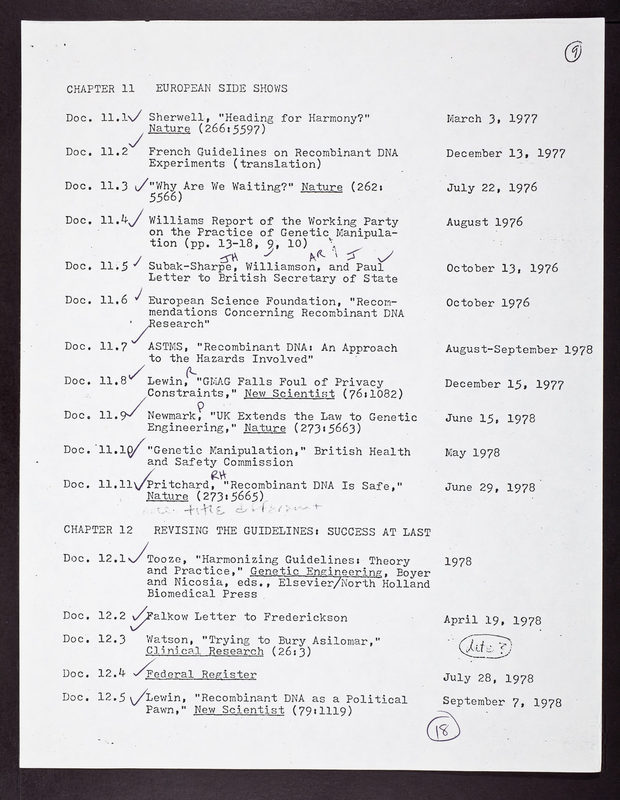 9
CHAPTER 11 EUROPEAN SIDE SHOWS
Doc. 11.1✓ Sherwell, "Heading for Harmony?" March 3, 1977
Nature (266:5597)
Doc. 11.2✓ French Guidelines on Recombinant DNA December 13, 1977
Experiments (translation)
Doc. 11.3 ✓"Why Are We Waiting?" Nature (262: July 22, 1976
5566)
Doc. 11.4✓ Williams Report of the Working Party August 1976
on the Practice of Genetic Manipula-
tion (pp. 13-18, 9, 10)
JH AR J
Doc. 11.5 ✓ Subak-Sharpe, Williamson, and Paul October 13, 1976
Letter to British Secretary of State
Doc. 11.6 ✓ European Science Foundation, "Recom- October 1976
mendations Concerning Recombinant DNA
Research"
Doc. 11.7 ✓ ASTMS, "Recombinant DNA: An Approach August-September 1978
to the Hazards Involved"
R
Doc. 11.8✓ Lewin, "GMAG Falls Foul of Privacy December 15, 1977
Constraints," New Scientist (76:1082)
P
Doc. 11.9✓ Newmark, "UK Extends the Law to Genetic June 15, 1978
Engineering," Nature (273:5663)
Doc. 11.10✓ "Genetic Manipulation," British Health May 1978
and Safety Commission
RH
Doc. 11.11✓Pritchard, "Recombinant DNA Is Safe," June 29, 1978
Nature (273:5665)
title different
CHAPTER 12 REVISING THE GUIDELINES: SUCCESS AT LAST
Doc. 12.1✓ Tooze, "Harmonizing Guidelines: Theory 1978
and Practice," Genetic Engineering, Boyer
and Nicosia, eds., Elsevier/North Holland
Biomedical Press
Doc. 12.2 ✓Falkow Letter to Frederickson April 19, 1978
Doc. 12.3 ✓ Watson, "Trying to Bury Asilomar," date?
Clinical Research (26:3)
Doc. 12.4 ✓Federal Register July 28, 1978
Doc. 12.5 ✓Lewin, "Recombinant DNA as a Political September 7, 1978
Pawn," New Scientist (79:1119)
18